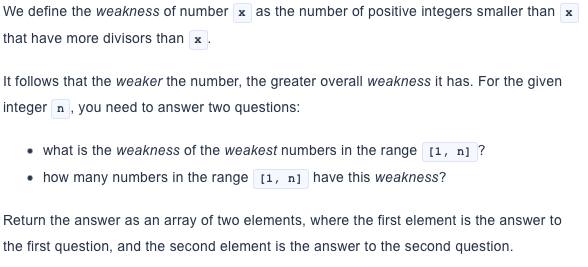 We define the weakness of number x as the number of positive integers smaller than x
that have more divisors than x.
It follows that the weaker the number, the greater overall weakness it has. For the given
integer n, you need to answer two questions:
• what is the weakness of the weakest numbers in the range [1, n]?
• how many numbers in the range [1, n] have this weakness?
Return the answer as an array of two elements, where the first element is the answer to
the first question, and the second element is the answer to the second question.